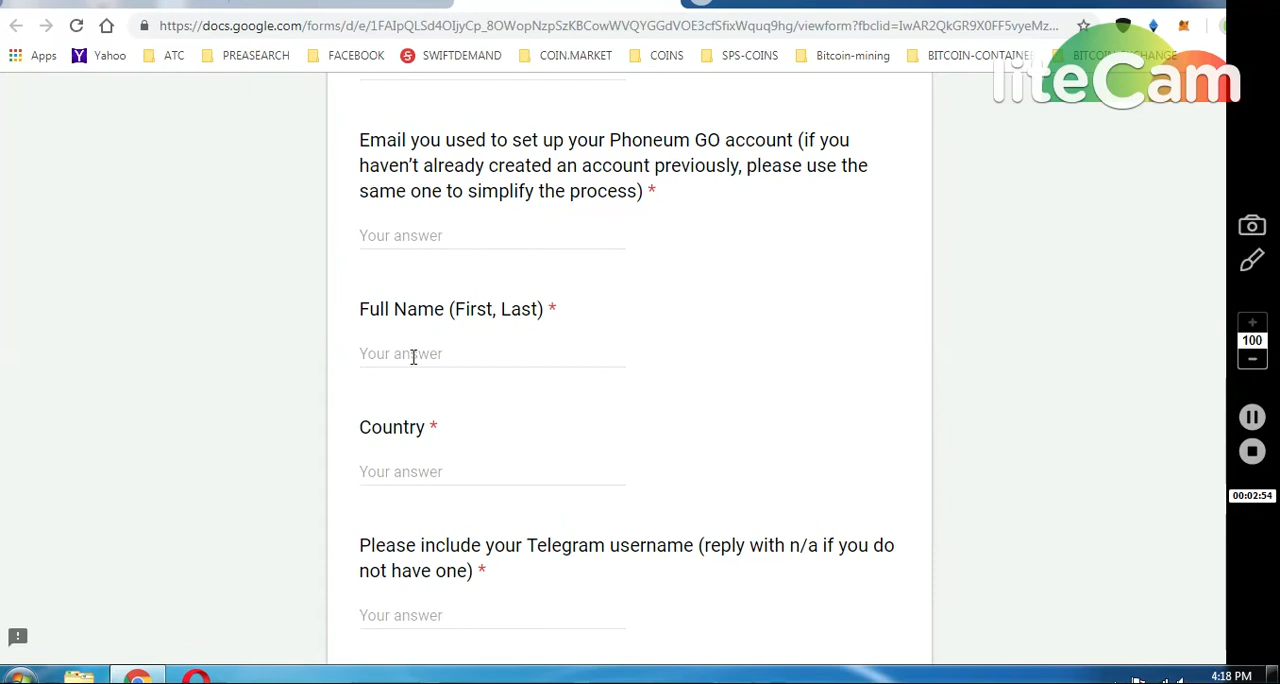 https://docs.google.com/forms/d/e/1FAIpQLSd4OIjyCp_8OWopNzpSzKBCowWVQYGGdVOE3cfSfixWquq9hg/viewform?fbclid=IwAR2QkGR9X0FF5vyeMz...
Apps Yahoo ATC PREASEARCH FACEBOOK SWIFTDEMAND COIN.MARKET COINS SPS-COINS Bitcoin-mining BITCOIN-CONTAINE BITCOIN-EXCHANGE
liteCam
Email you used to set up your Phoneum GO account (if you
haven’t already created an account previously, please use the
same one to simplify the process) *
Your answer
Full Name (First, Last) *
Your answer
100
Country *
Your answer
00:02:54
Please include your Telegram username (reply with n/a if you do
not have one) *
Your answer
4:18 PM